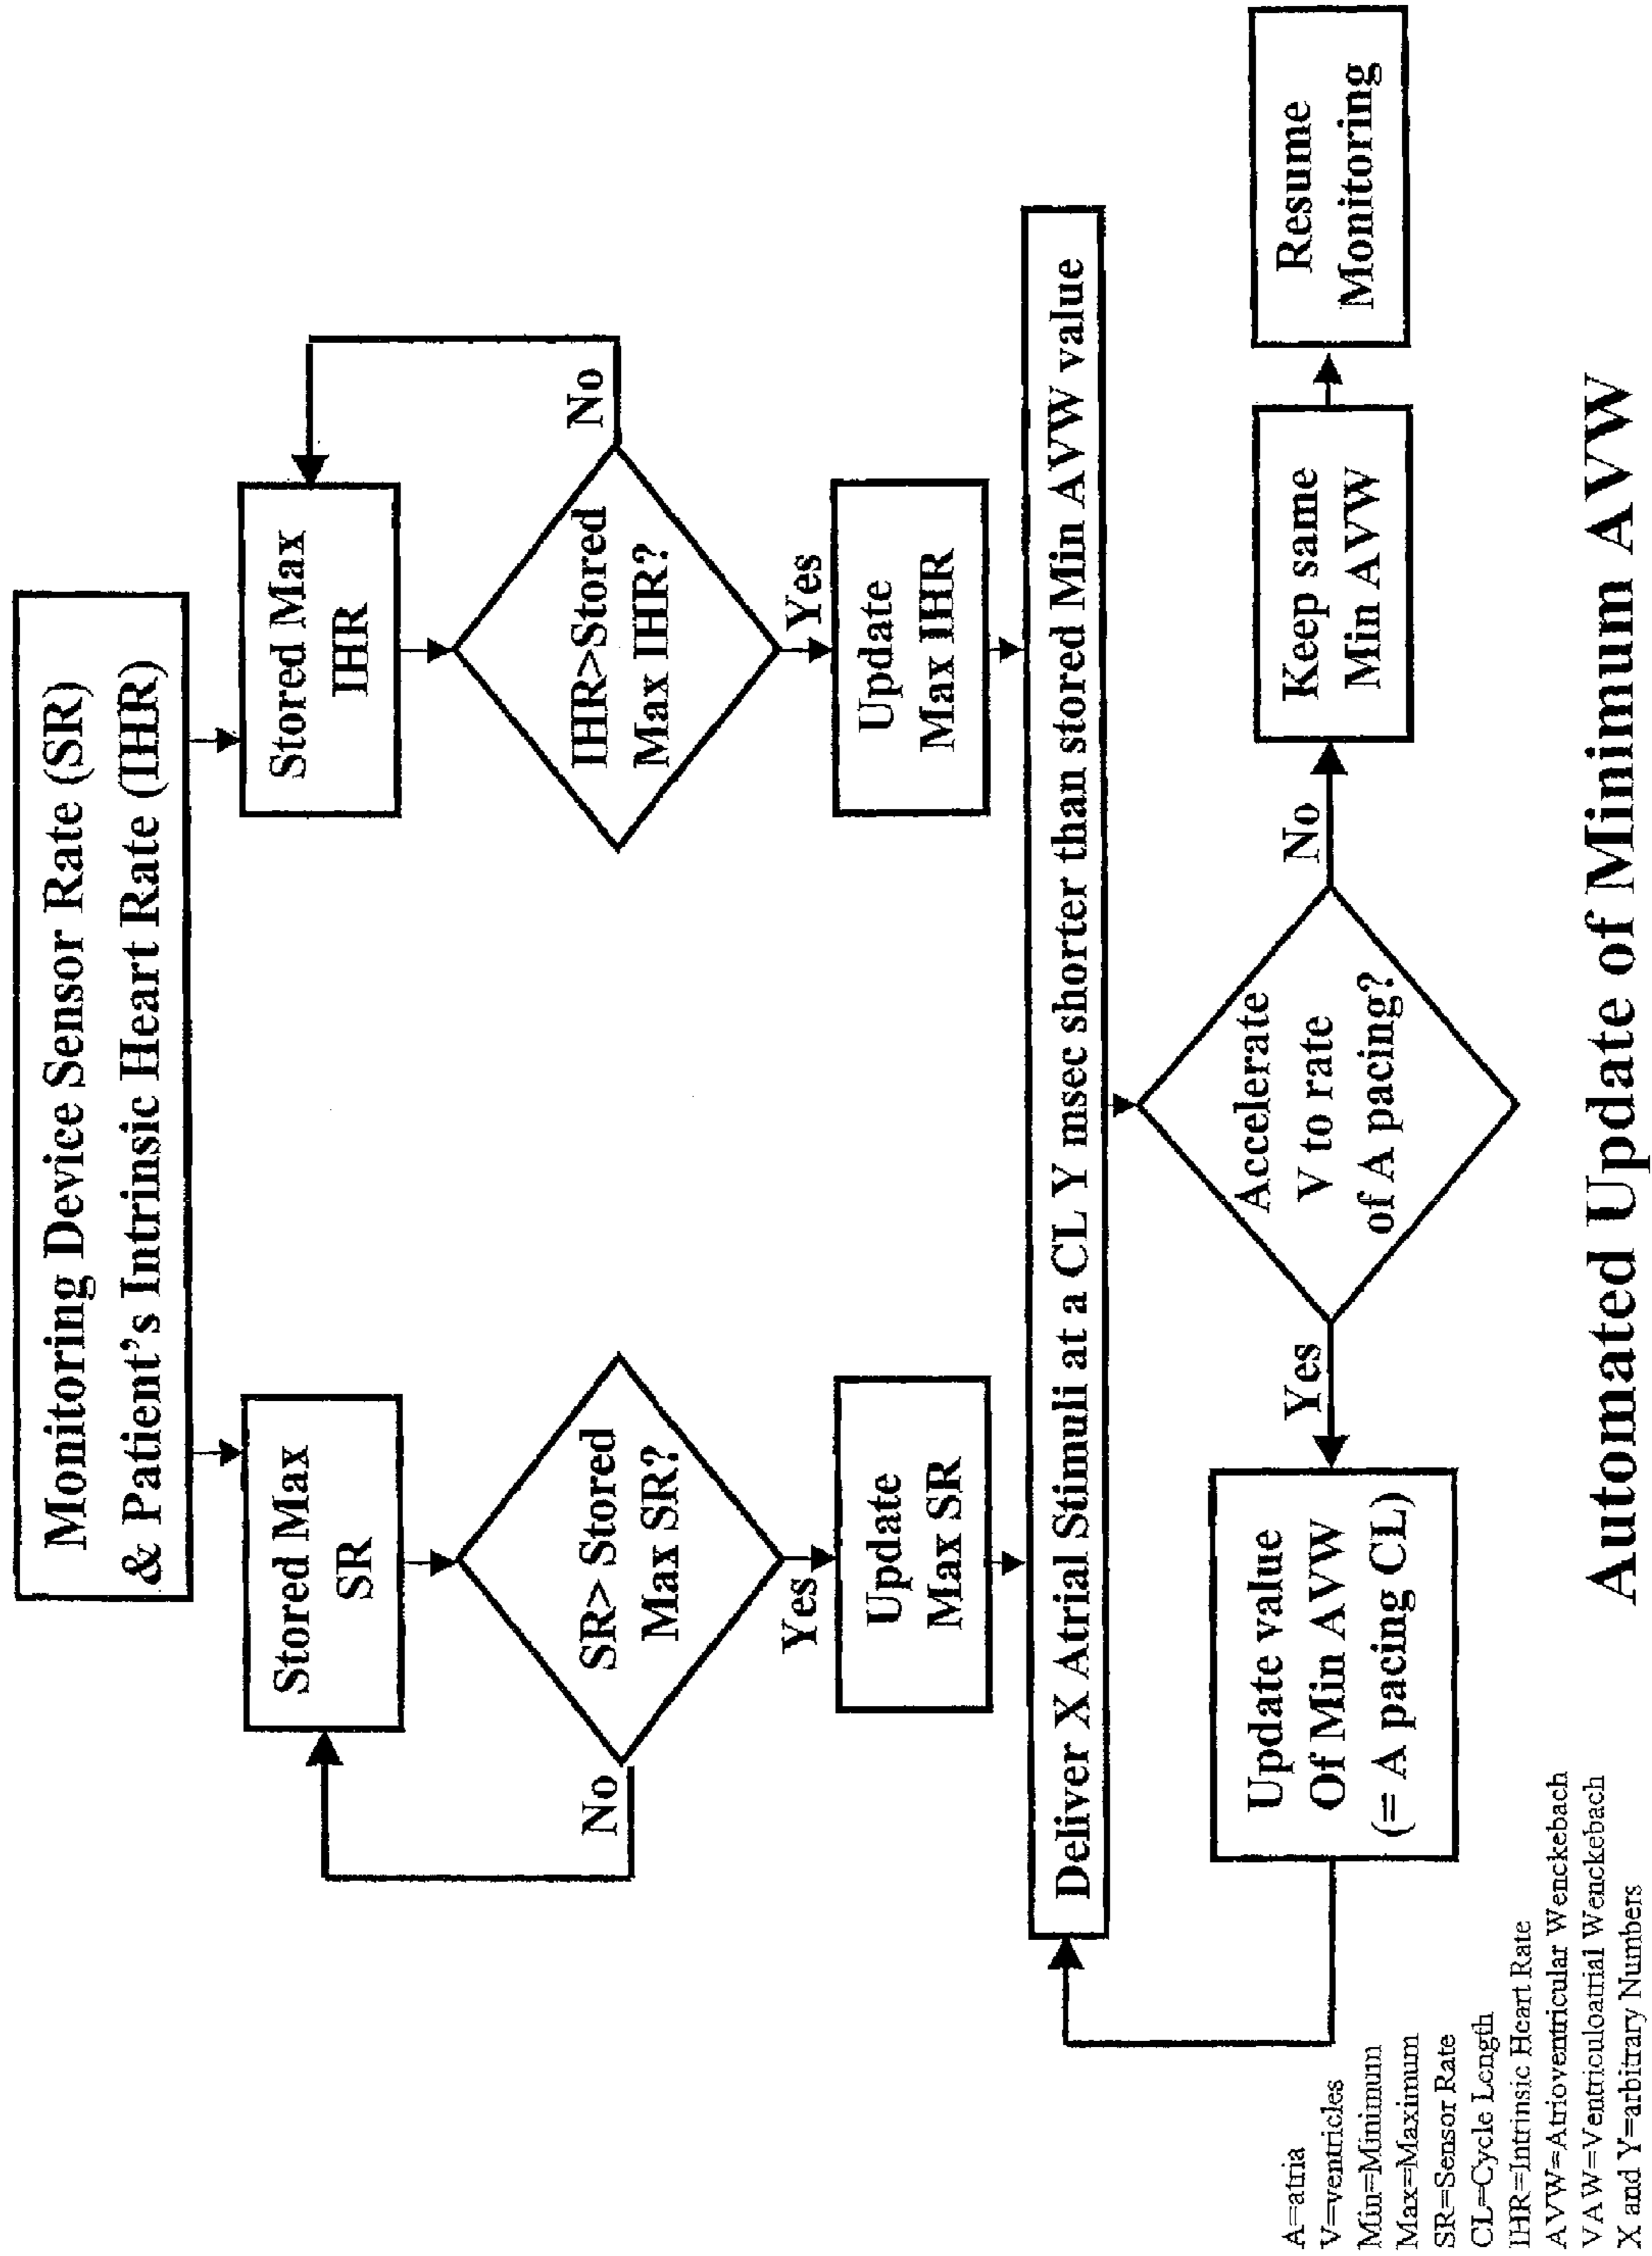 Monitoring Device Sensor Rate (SR)
& Patient's Intrinsic Heart Rate (IHR)
Stored Max
SR
Stored Max
IHR
SR> Stored
Max SR?
No
Yes
IHR>Stored
Max IHR?
No
Yes
Update
Max SR
Update
Max IHR
Deliver X Atrial Stimuli at a CL Y msec shorter than stored Min AVW value
Accelerate
V to rate
of A pacing?
Yes
No
Update value
Of Min AVW
(= A pacing CL)
Keep same
Min AVW
Resume
Monitoring
A=atria
V=ventricles
Min=Minimum
Max=Maximum
SR=Sensor Rate
CL=Cycle Length
IHR=Intrinsic Heart Rate
AVW=Atrioventricular Wenckebach
VAW=Ventriculoatrial Wenckebach
X and Y=arbitrary Numbers
Automated Update of Minimum AVW